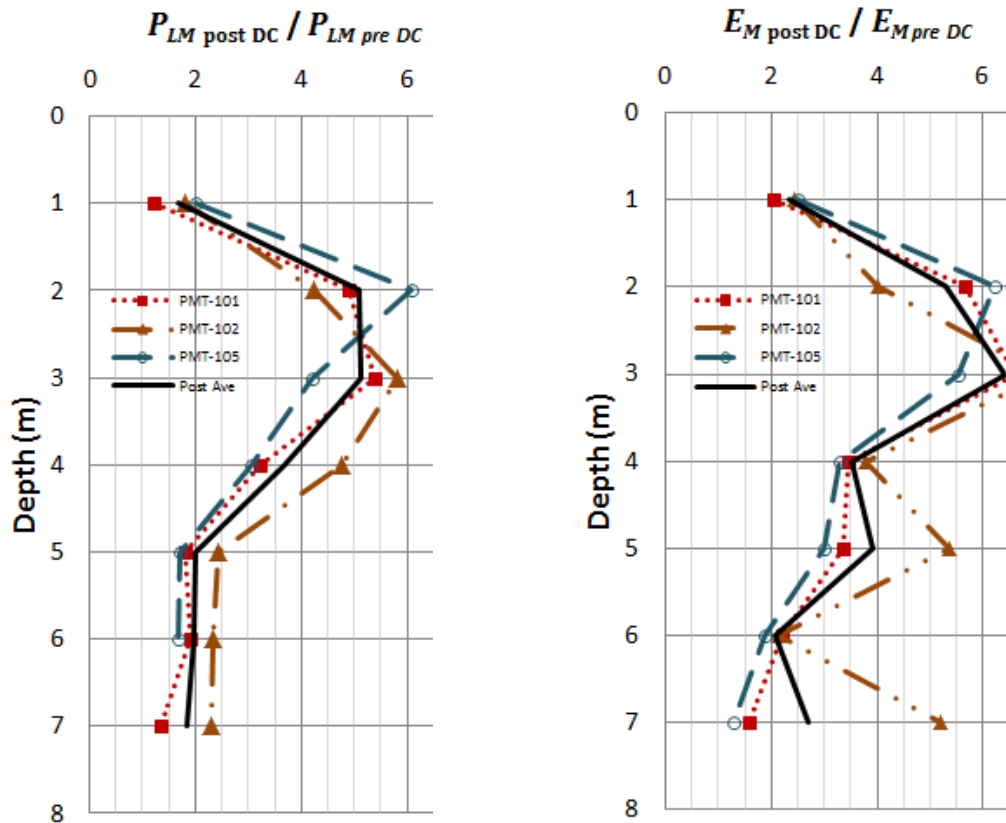 P_LM post DC / P_LM pre DC
0 2 4 6
0
1
2
3
4
5
6
7
8
Depth (m)
PMT-101
PMT-102
PMT-105
Post Ave
E_M post DC / E_M pre DC
0 2 4 6
0
1
2
3
4
5
6
7
8
Depth (m)
PMT-101
PMT-102
PMT-105
Post Ave